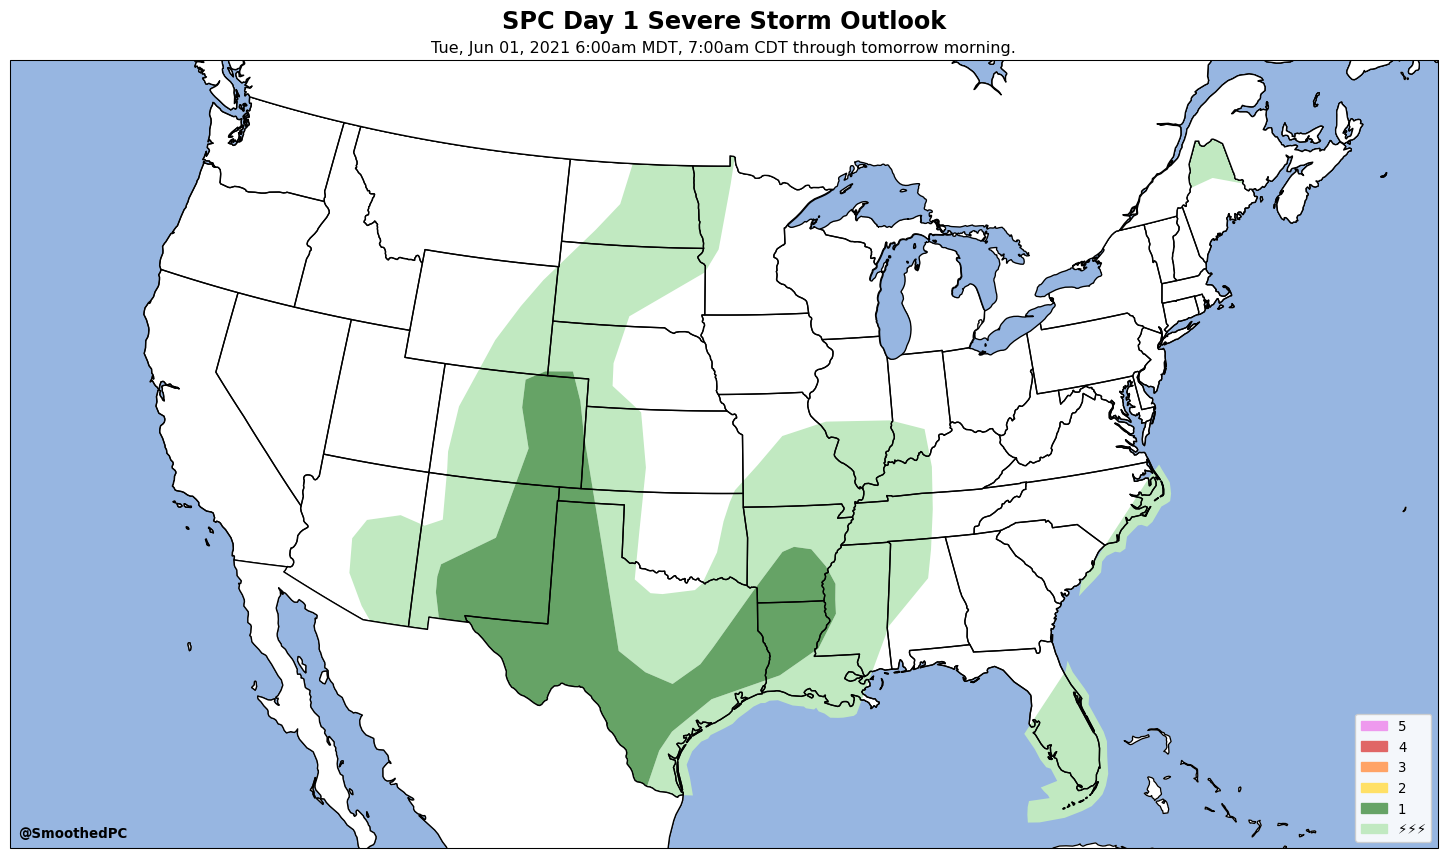 SPC Day 1 Severe Storm Outlook
Tue, Jun 01, 2021 6:00am MDT, 7:00am CDT through tomorrow morning.
5
4
3
2
1
⚡⚡⚡
@SmoothedPC